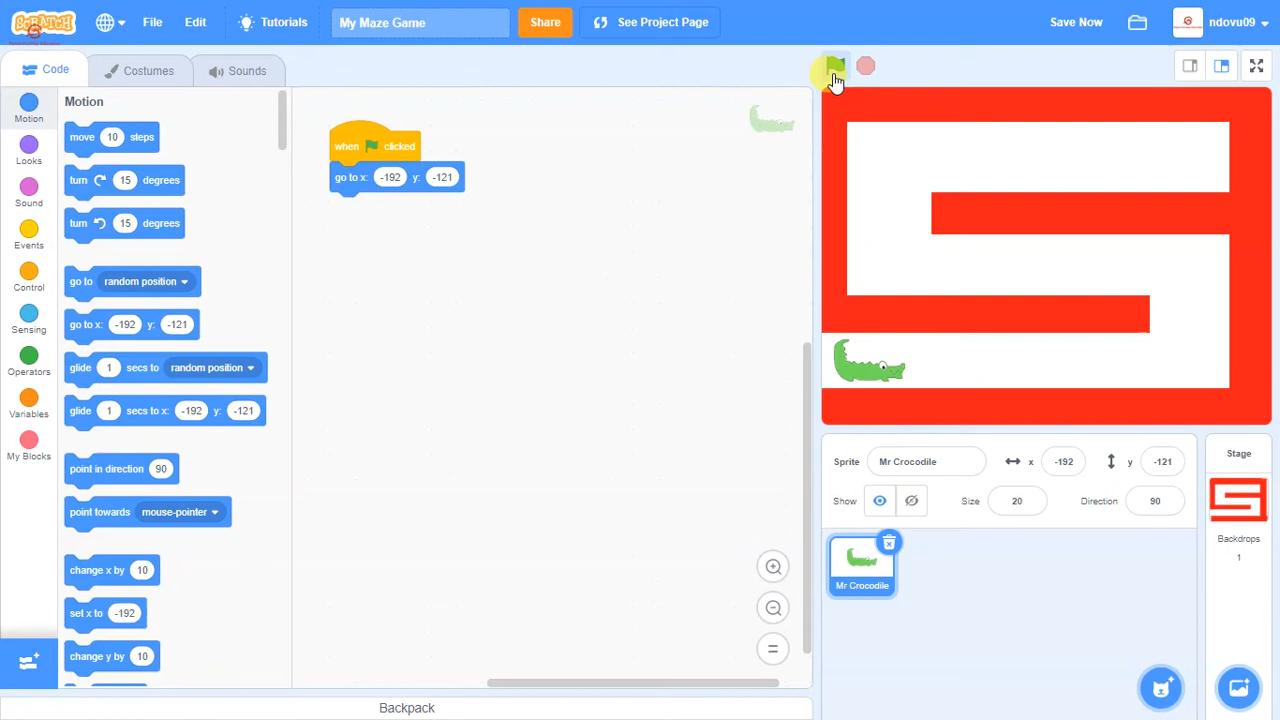 SCRATCH File Edit Tutorials My Maze Game Share See Project Page Save Now ndovu09
Code Costumes Sounds
Motion
Looks
Sound
Events
Control
Sensing
Operators
Variables
My Blocks
Motion
move 10 steps
turn 15 degrees
turn 15 degrees
go to random position
go to x: -192 y: -121
glide 1 secs to random position
glide 1 secs to x: -192 y: -121
point in direction 90
point towards mouse-pointer
change x by 10
set x to -192
change y by 10
when clicked
go to x: -192 y: -121
Sprite Mr Crocodile x -192 y -121
Show Size 20 Direction 90
Mr Crocodile
Stage
Backdrops
1
Backpack